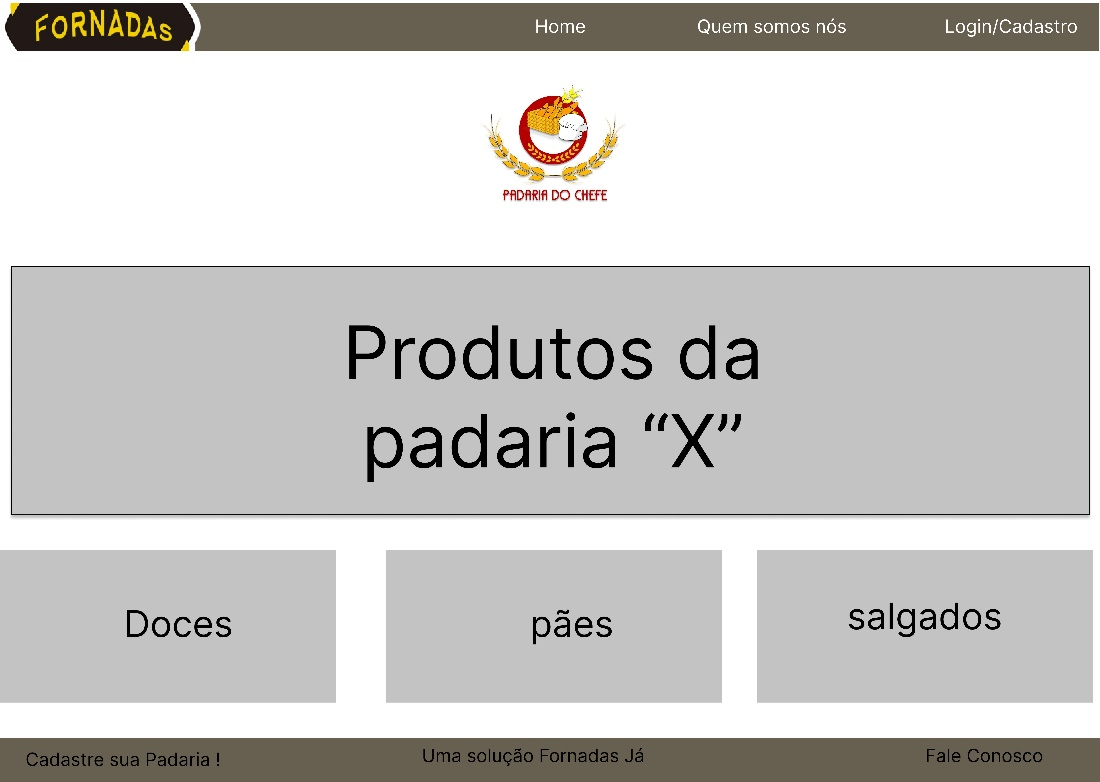 FORNADAS
Home
Quem somos nós
Login/Cadastro
PADARIA DO CHEFE
Produtos da
padaria “X”
Doces
pães
salgados
Cadastre sua Padaria !
Uma solução Fornadas Já
Fale Conosco